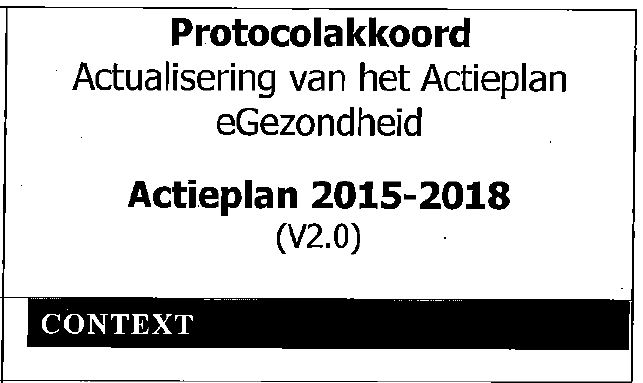 Protocolakkoord
Actualisering van het Actieplan
eGezondheid
Actieplan 2015-2018
(V2.0)
CONTEXT